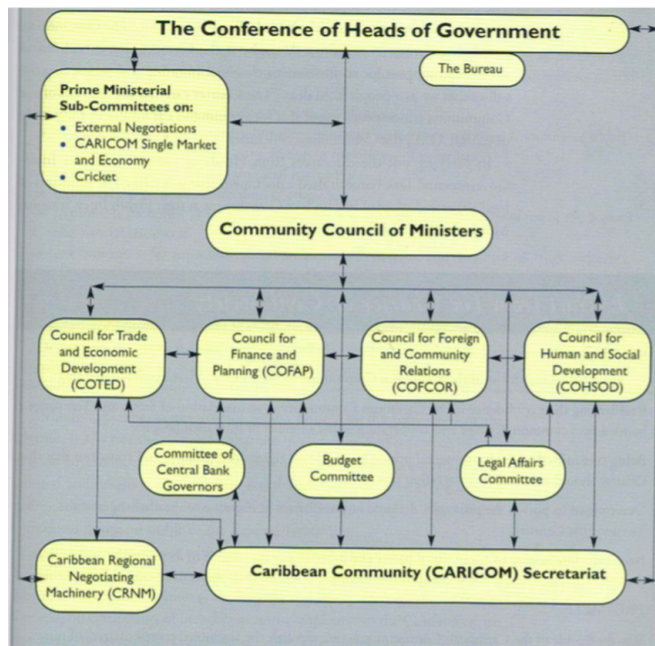 The Conference of Heads of Government
The Bureau
Prime Ministerial
Sub-Committees on:
• External Negotiations
• CARICOM Single Market
and Economy
• Cricket
Community Council of Ministers
Council for Trade
and Economic
Development
(COTED)
Council for
Finance and
Planning (COFAP)
Council for Foreign
and Community
Relations
(COFCOR)
Council for
Human and Social
Development
(COHSOD)
Committee of
Central Bank
Governors
Budget
Committee
Legal Affairs
Committee
Caribbean Regional
Negotiating
Machinery (CRNM)
Caribbean Community (CARICOM) Secretariat